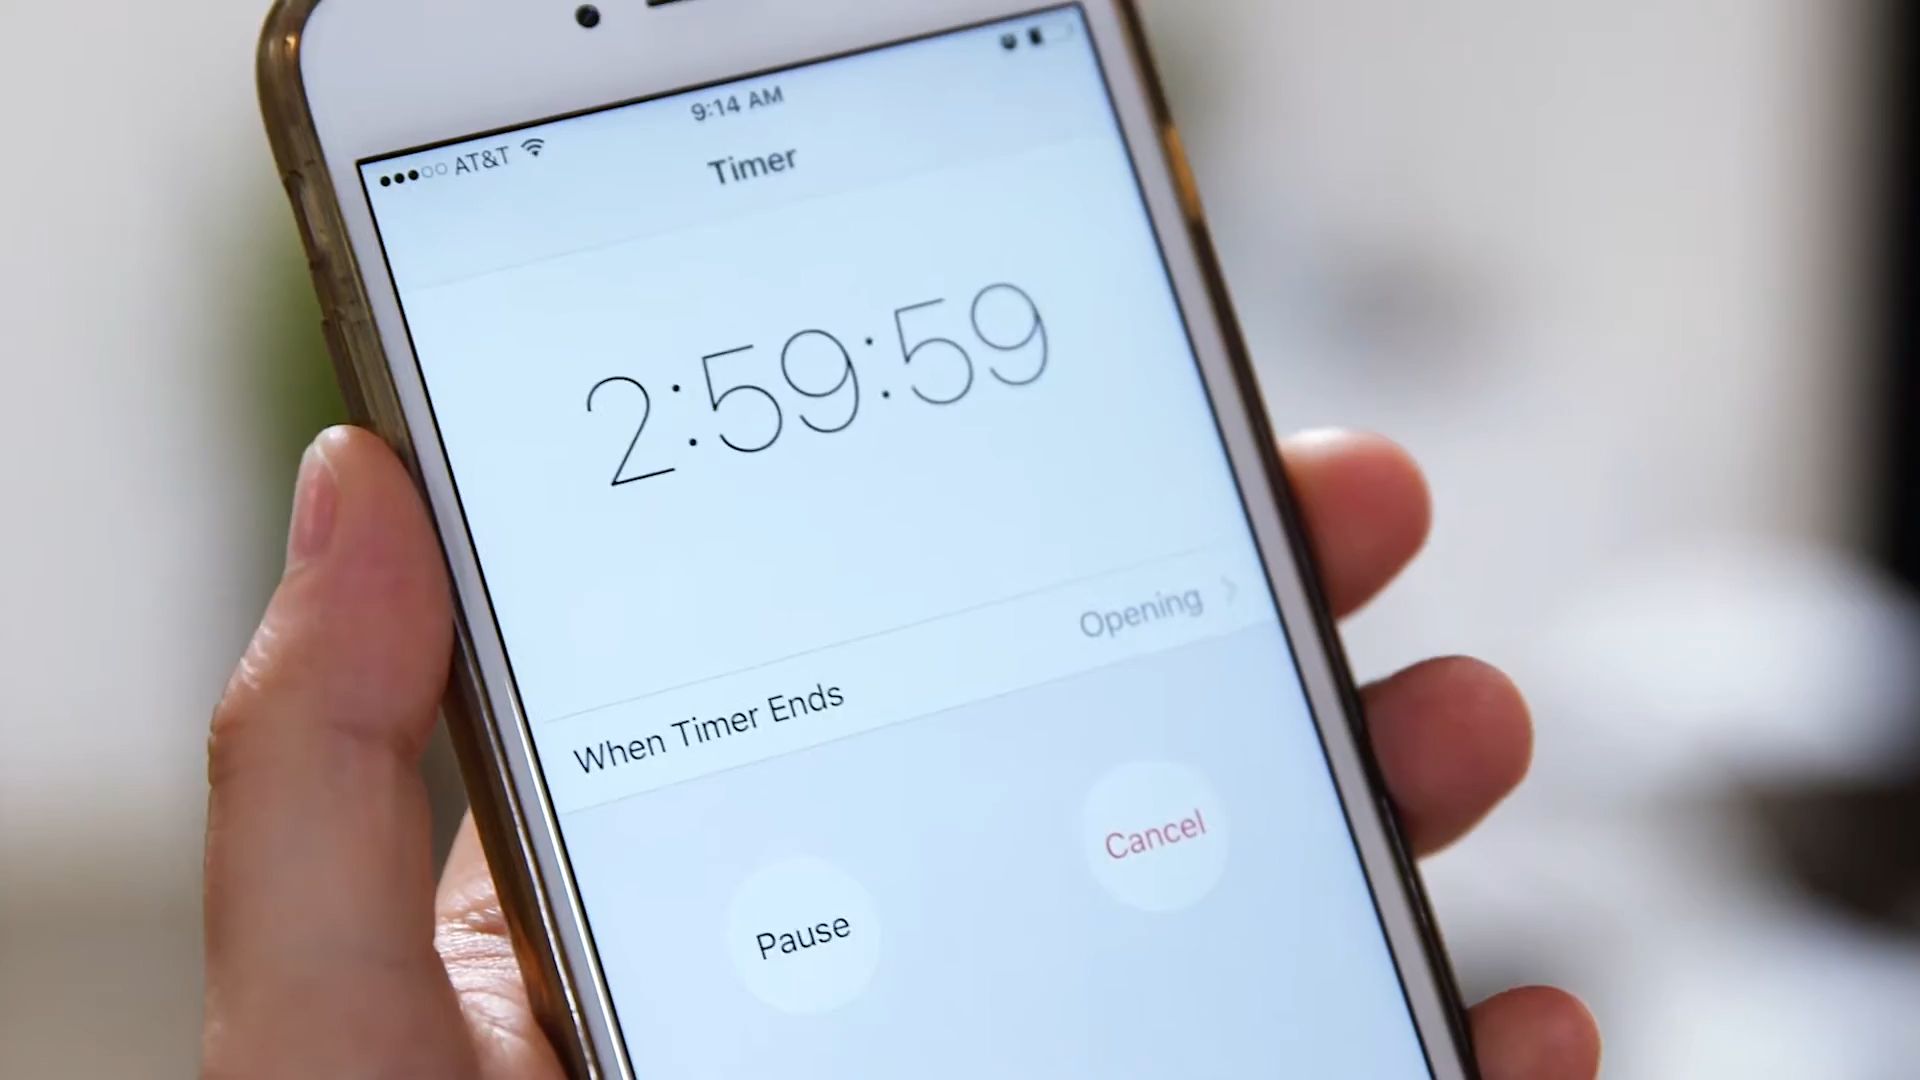 AT&T 9:14 AM
Timer
2:59:59
When Timer Ends Opening
Pause Cancel